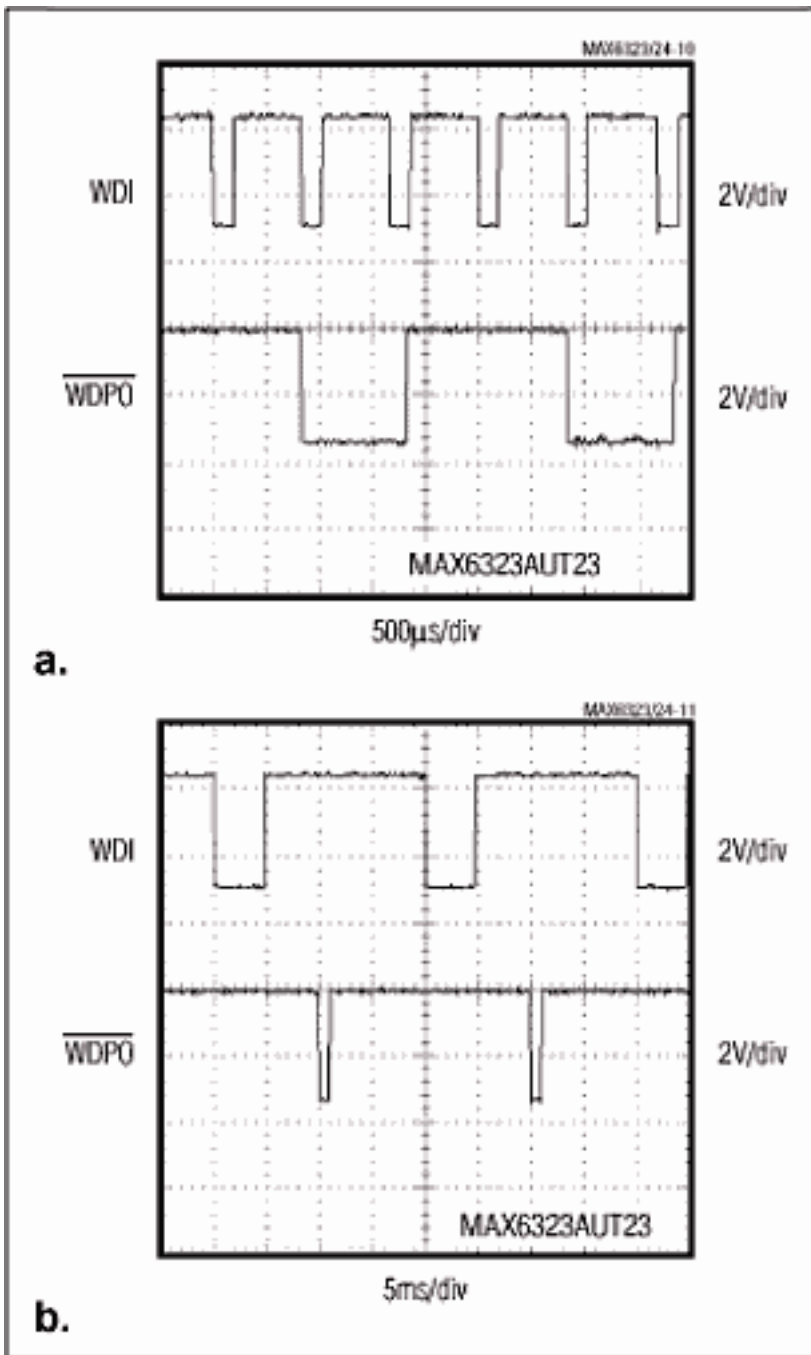 MAX6323/24-10
WDI
2V/div
WDPO
2V/div
MAX6323AUT23
500µs/div
a.
MAX6323/24-11
WDI
2V/div
WDPO
2V/div
MAX6323AUT23
5ms/div
b.